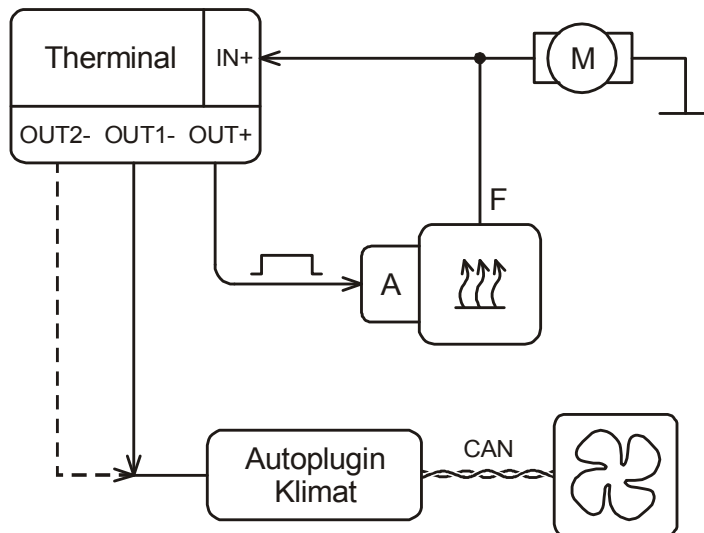 Therminal
IN+
M
OUT2- OUT1- OUT+
F
A
Autoplugin
Klimat
CAN